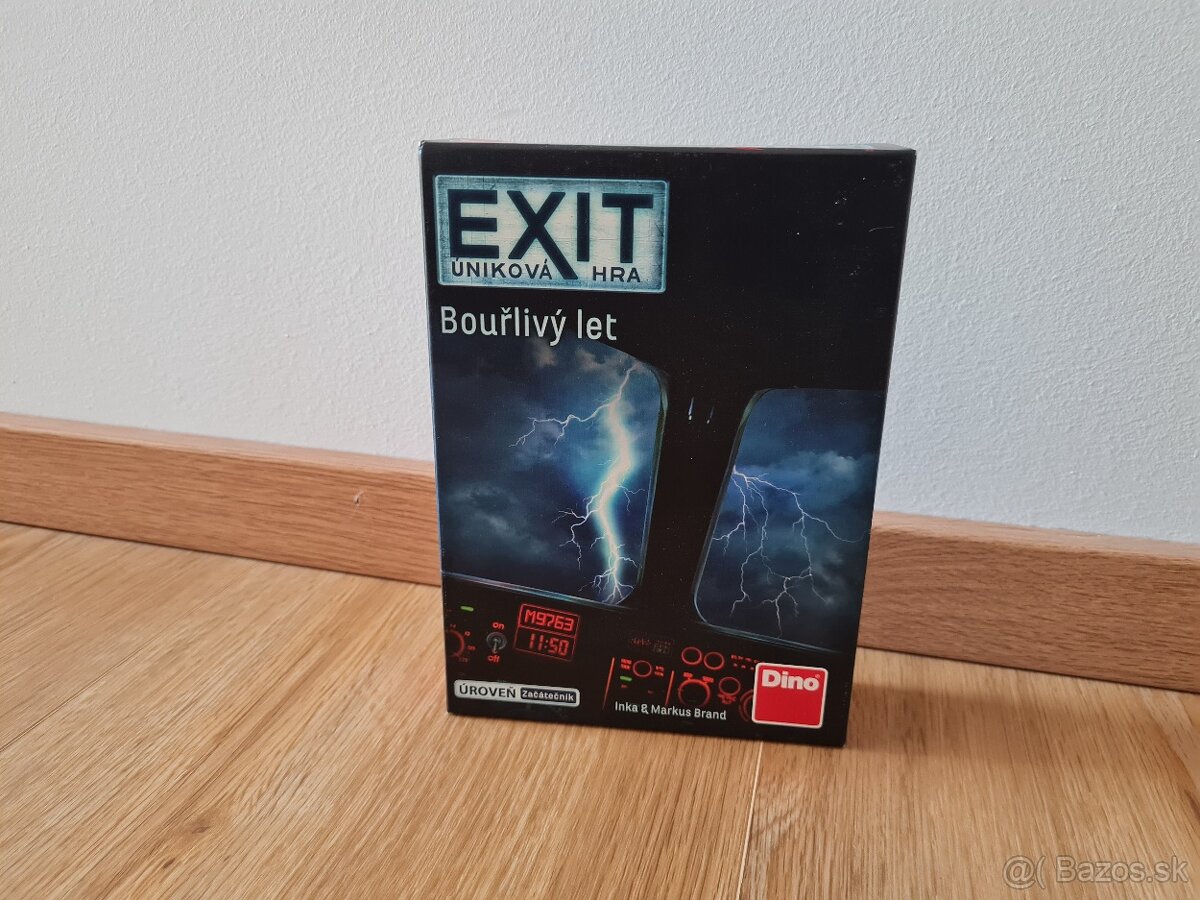 EXIT
ÚNIKOVÁ HRA
Bouřlivý let
on
off
M9763
11:50
ÚROVEŇ Začátečník
Inka & Markus Brand
Dino
@( Bazos.sk